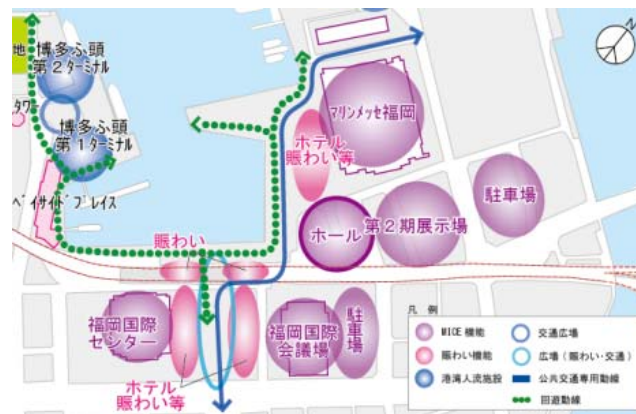 N
地
博多ふ頭
第2ターミナル
タワー
博多ふ頭
第1ターミナル
ベイサイドプレイス
マリンメッセ福岡
ホテル
賑わい等
駐車場
ホール
第2期展示場
賑わい
福岡国際
センター
福岡国際
会議場
駐車場
ホテル
賑わい等
凡 例
MICE機能
賑わい機能
港湾人流施設
交通広場
広場(賑わい・交通)
公共交通専用動線
回遊動線